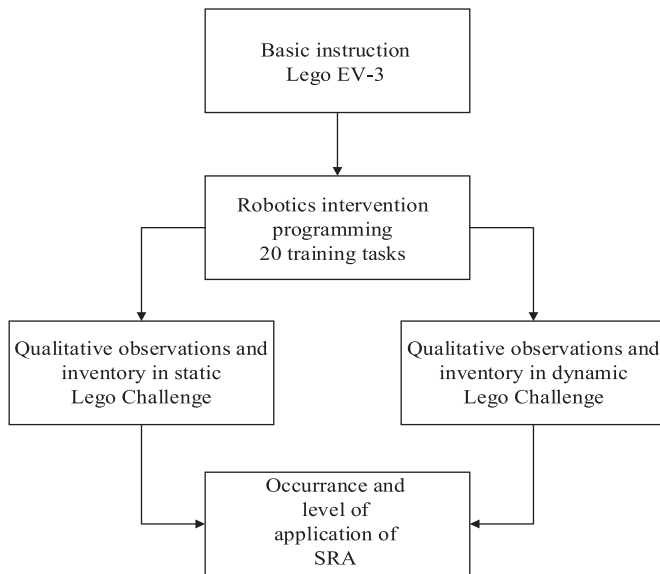 Basic instruction
Lego EV-3
Robotics intervention
programming
20 training tasks
Qualitative observations and
inventory in static
Lego Challenge
Qualitative observations and
inventory in dynamic
Lego Challenge
Occurrance and
level of
application of
SRA